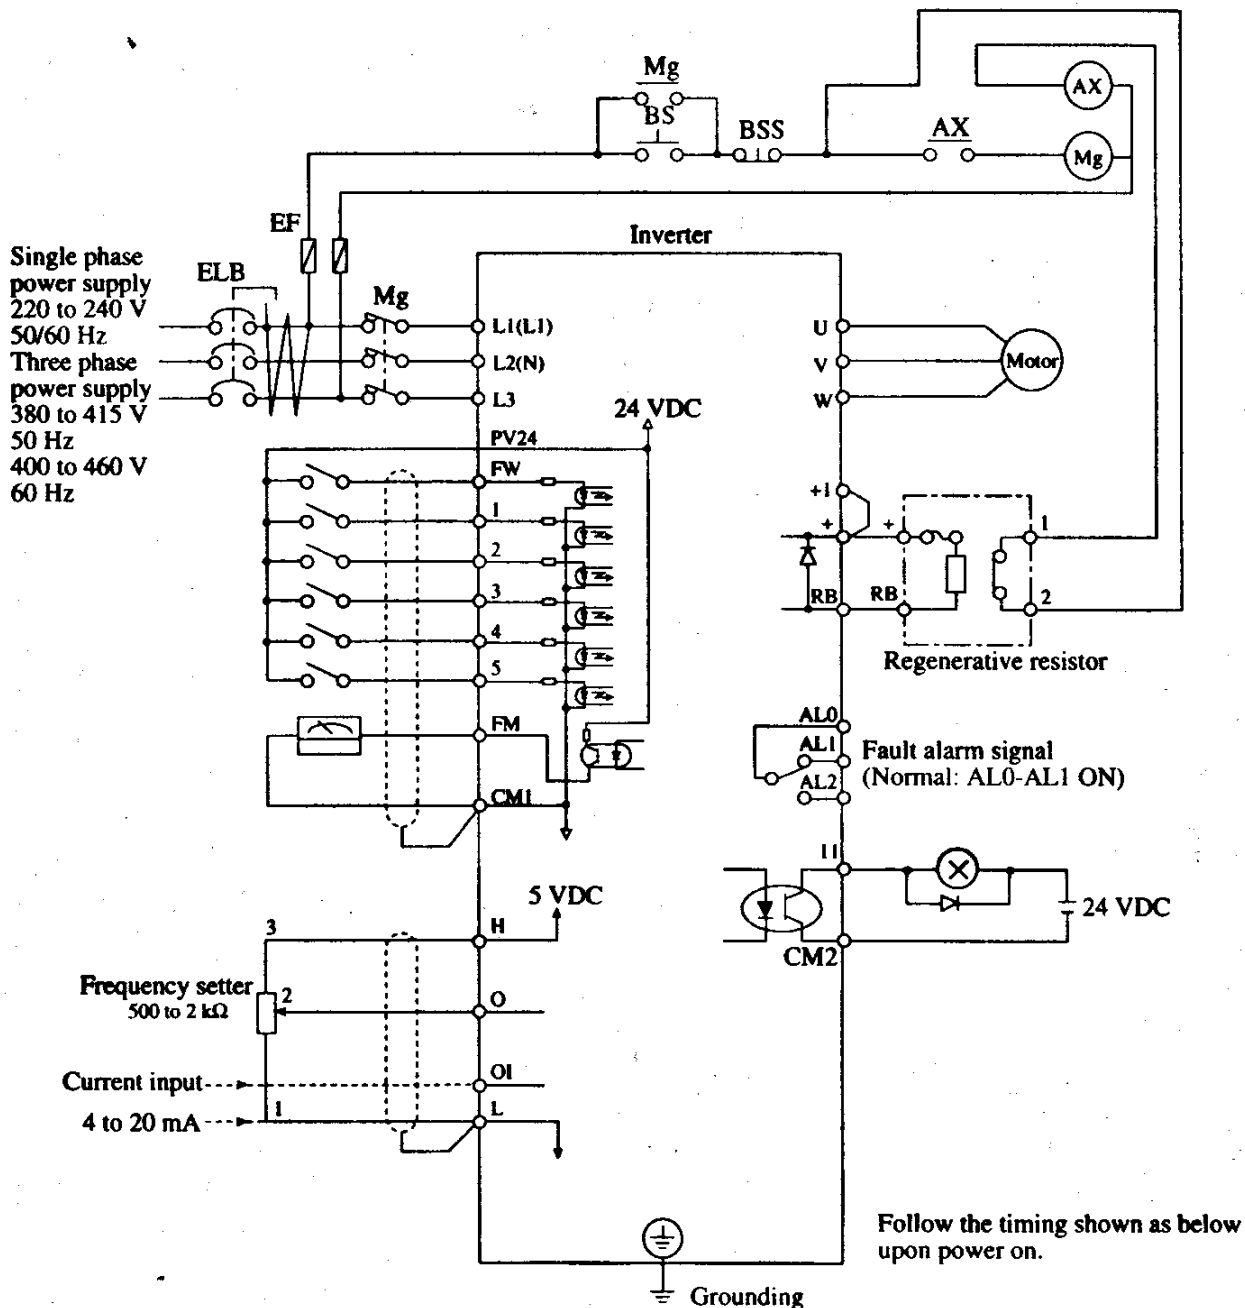 Mg
BS
BSS
AX
AX
Mg
EF
Inverter
Single phase
power supply
220 to 240 V
50/60 Hz
Three phase
power supply
380 to 415 V
50 Hz
400 to 460 V
60 Hz
ELB
Mg
L1(L1)
L2(N)
L3
U
V
W
Motor
24 VDC
PV24
FW
1
2
3
4
5
FM
CM1
+1
+
+
RB
RB
1
2
Regenerative resistor
AL0
AL1
AL2
Fault alarm signal
(Normal: AL0-AL1 ON)
11
CM2
24 VDC
5 VDC
H
O
OI
L
3
2
1
Frequency setter
500 to 2 kΩ
Current input
4 to 20 mA
Follow the timing shown as below
upon power on.
Grounding